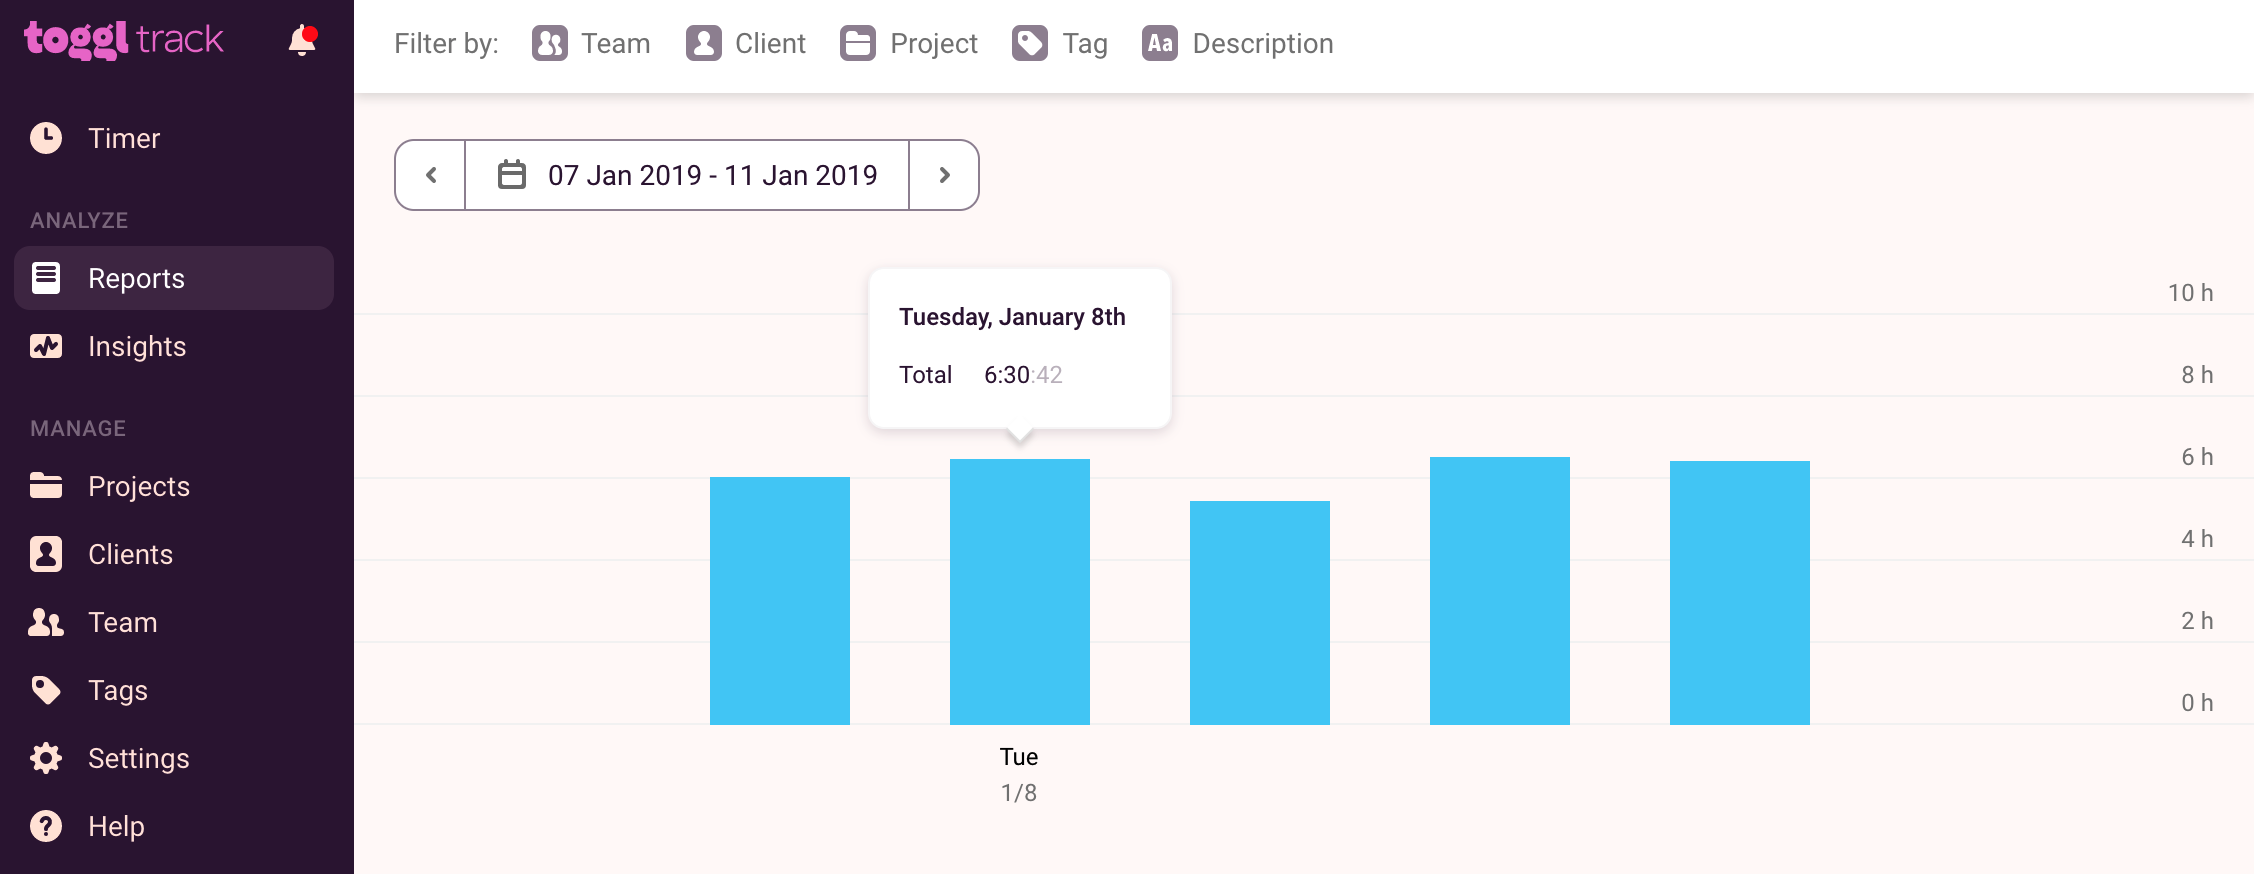 toggl track
Timer
ANALYZE
Reports
Insights
MANAGE
Projects
Clients
Team
Tags
Settings
Help
Filter by: Team Client Project Tag Aa Description
07 Jan 2019 - 11 Jan 2019
Tuesday, January 8th
Total 6:30:42
10 h
8 h
6 h
4 h
2 h
0 h
Tue
1/8